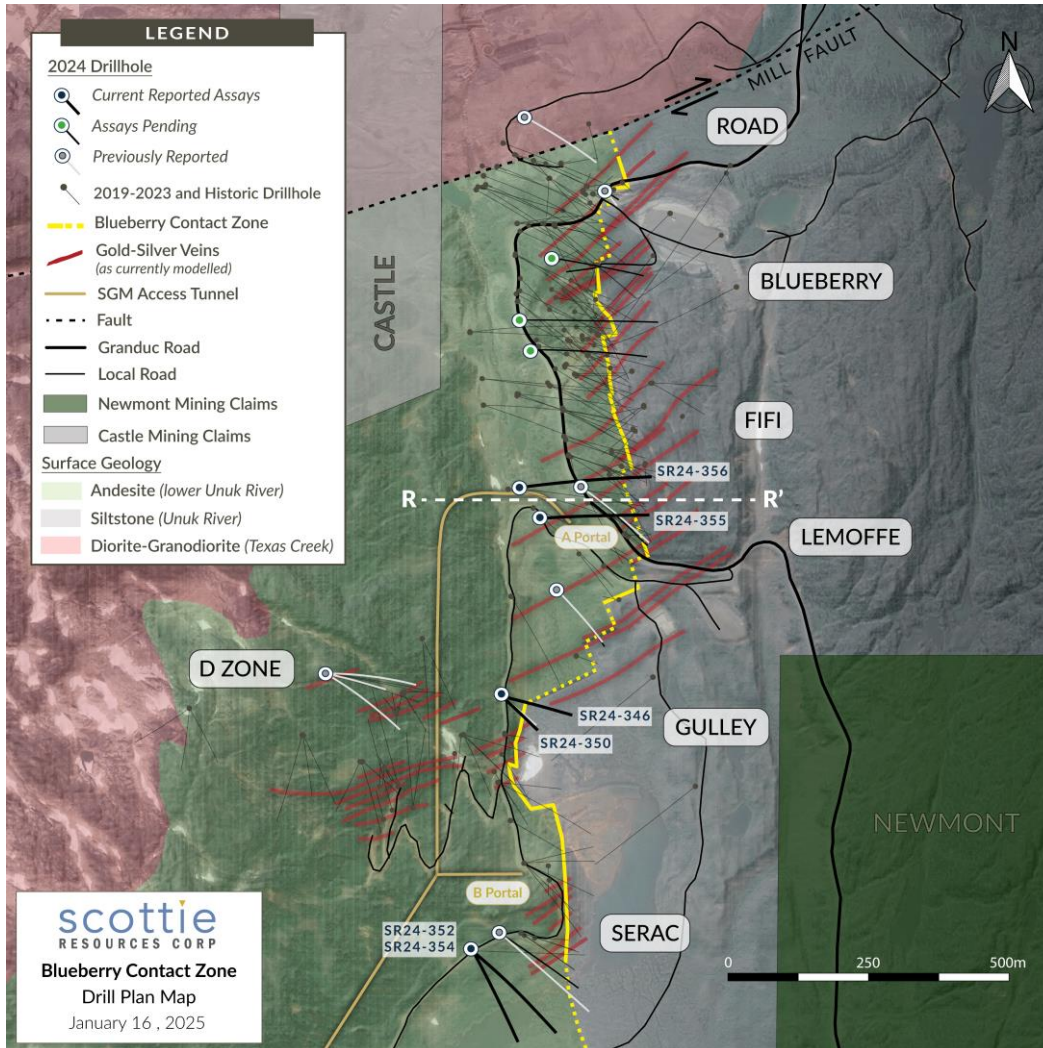 LEGEND
2024 Drillhole
Current Reported Assays
Assays Pending
Previously Reported
2019-2023 and Historic Drillhole
Blueberry Contact Zone
Gold-Silver Veins
(as currently modelled)
SGM Access Tunnel
Fault
Granduc Road
Local Road
Newmont Mining Claims
Castle Mining Claims
Surface Geology
Andesite (lower Unuk River)
Siltstone (Unuk River)
Diorite-Granodiorite (Texas Creek)
N
MILL FAULT
ROAD
CASTLE
BLUEBERRY
FIFI
SR24-356
R
R'
SR24-355
A Portal
LEMOFFE
D ZONE
SR24-346
GULLEY
SR24-350
NEWMONT
B Portal
SR24-352
SR24-354
SERAC
0
250
500m
scottie
RESOURCES CORP
Blueberry Contact Zone
Drill Plan Map
January 16 , 2025